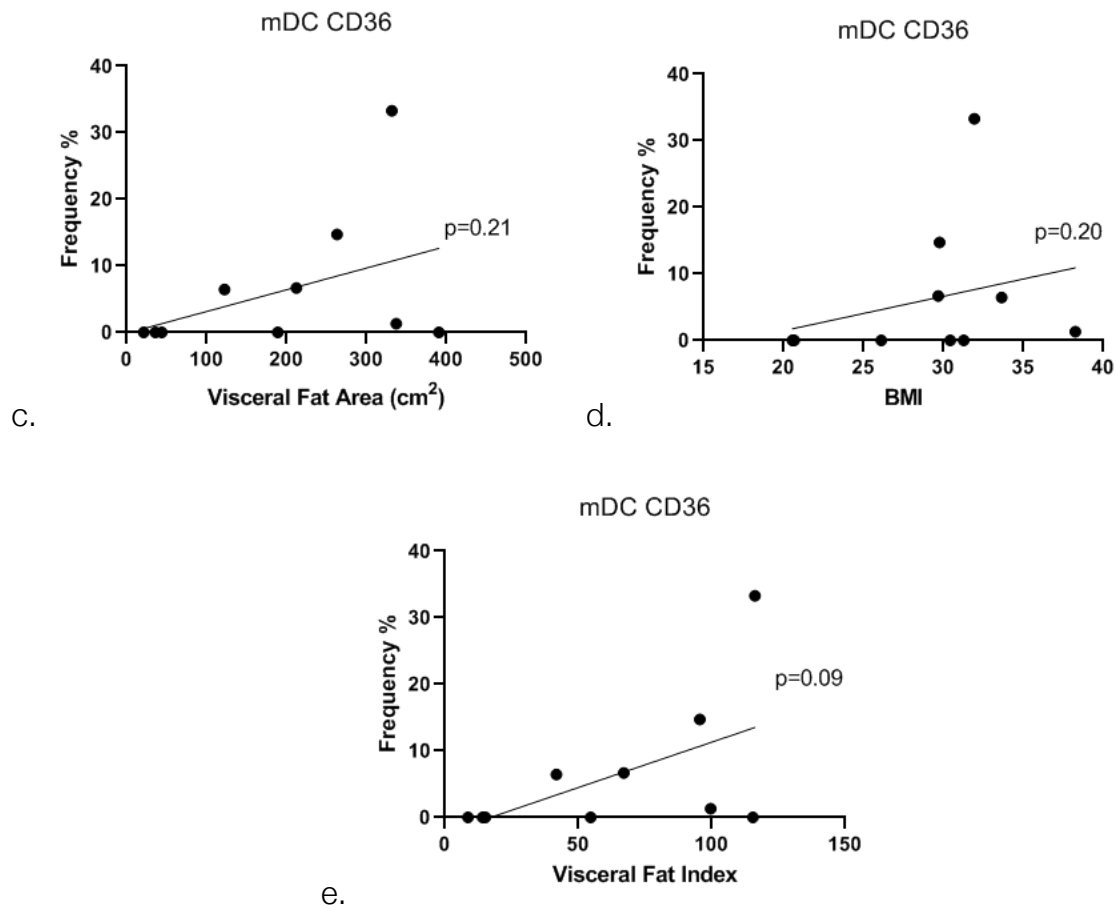 mDC CD36
40
30
20
10
0
Frequency %
p=0.21
0
100
200
300
400
500
Visceral Fat Area (cm²)
c.
mDC CD36
40
30
20
10
0
Frequency %
p=0.20
15
20
25
30
35
40
BMI
d.
mDC CD36
40
30
20
10
0
Frequency %
p=0.09
0
50
100
150
Visceral Fat Index
e.